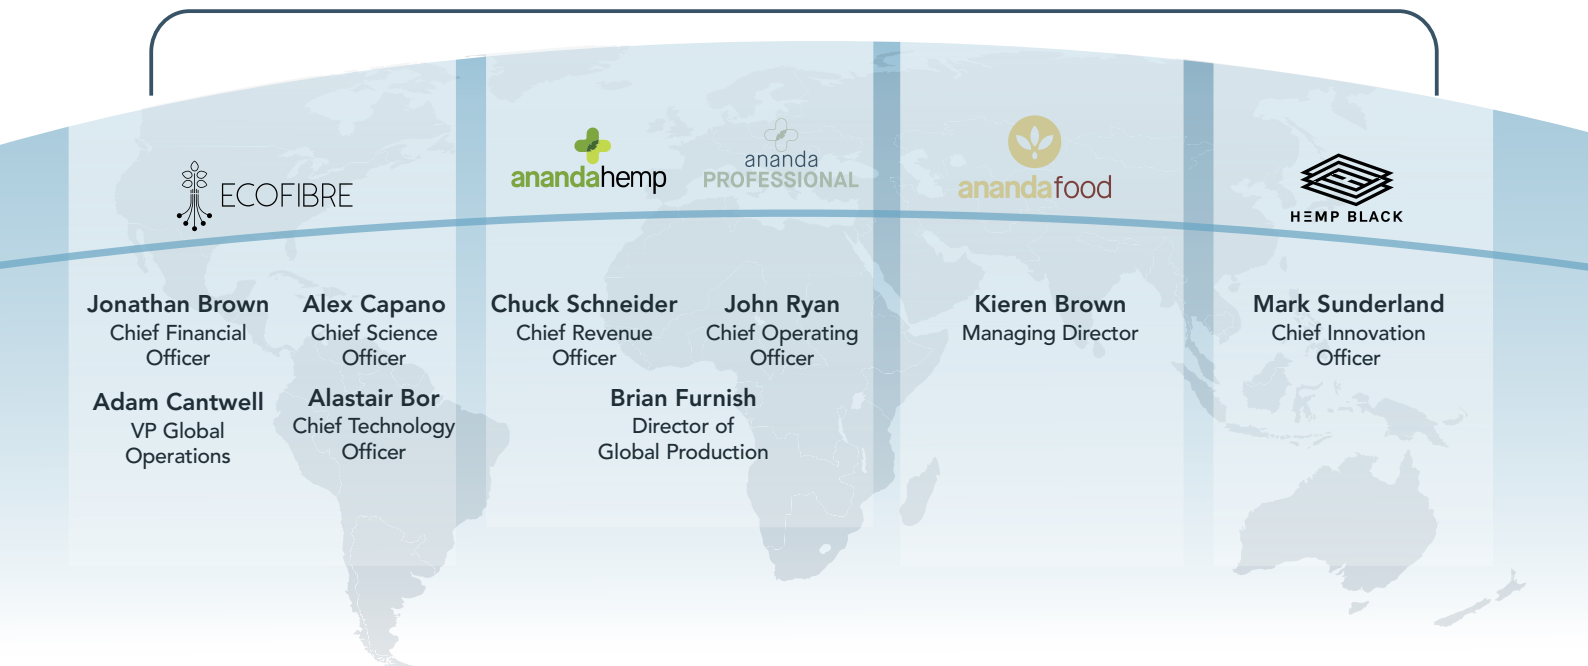 ECOFIBRE
anandahemp
ananda
PROFESSIONAL
anandafood
HEMP BLACK
Jonathan Brown
Chief Financial
Officer
Alex Capano
Chief Science
Officer
Adam Cantwell
VP Global
Operations
Alastair Bor
Chief Technology
Officer
Chuck Schneider
Chief Revenue
Officer
John Ryan
Chief Operating
Officer
Brian Furnish
Director of
Global Production
Kieren Brown
Managing Director
Mark Sunderland
Chief Innovation
Officer